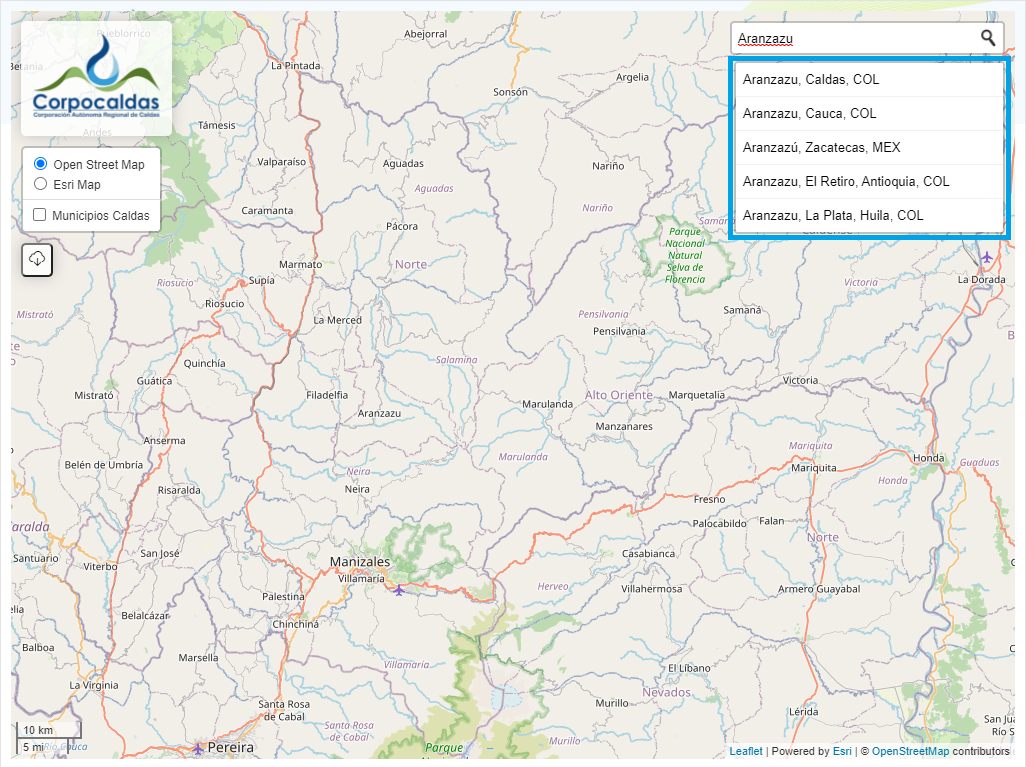 Pueblorrico
Abejorral
Aranzazu
Betania
La Pintada
Argelia
Aranzazu, Caldas, COL
Sonsón
Corpocaldas
Corporación Autónoma Regional de Caldas
Aranzazu, Cauca, COL
Andes
Támesis
Aranzazú, Zacatecas, MEX
Open Street Map
Valparaíso
Aguadas
Nariño
Esri Map
Aguadas
Aranzazu, El Retiro, Antioquia, COL
Municipios Caldas
Caramanta
Nariño
Aranzazu, La Plata, Huila, COL
Pácora
Caldense
Parque
Nacional
Natural
Selva de
Florencia
Marmato
Norte
Riosucio
Supía
Victoria
La Dorada
Riosucio
Mistrató
La Merced
Pensilvania
Samaná
Pensilvania
Salamina
Quinchía
Guática
Mistrató
Filadelfia
Aranzazu
Marulanda
Alto Oriente
Marquetalia
Victoria
Manzanares
Anserma
Belén de Umbría
Marulanda
Mariquita
Honda
Guaduas
Neira
Mariquita
Risaralda
Neira
Honda
Fresno
Palocabildo
Falan
Norte
Santuario
San José
Viterbo
Manizales
Villamaría
Casabianca
Herveo
Villahermosa
Armero Guayabal
Palestina
Belalcázar
Chinchiná
Balboa
Marsella
Villamaría
El Líbano
La Virginia
Nevados
Santa Rosa
de Cabal
Murillo
Lérida
Santa Rosa
de Cabal
10 km
5 mi
Pereira
Parque
Murillo
Leaflet | Powered by Esri | © OpenStreetMap contributors